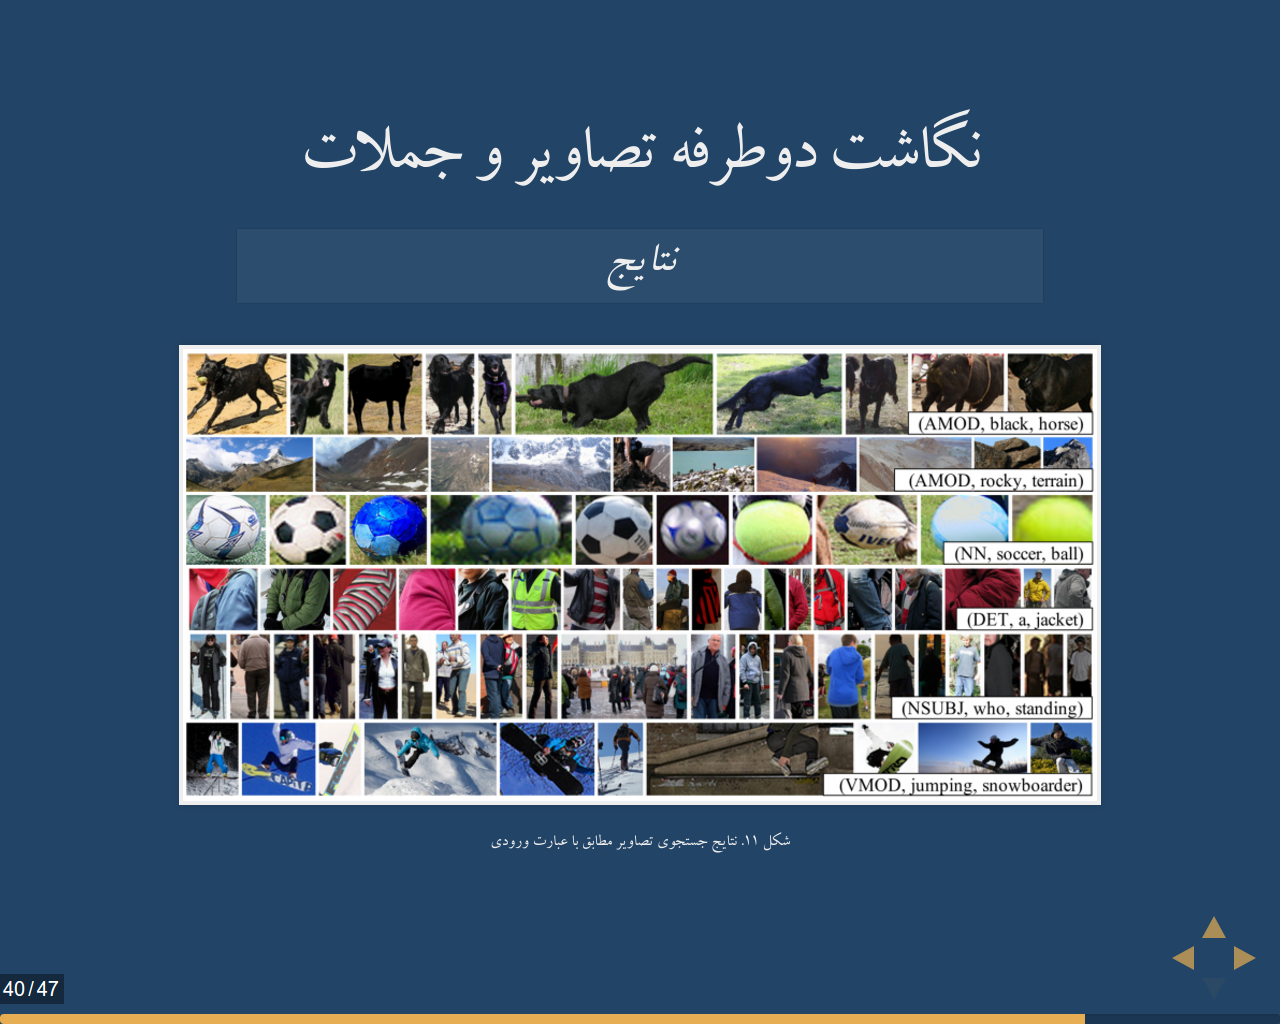 نگاشت دوطرفه تصاویر و جملات
نتایج
(AMOD, black, horse)
(AMOD, rocky, terrain)
(NN, soccer, ball)
(DET, a, jacket)
(NSUBJ, who, standing)
(VMOD, jumping, snowboarder)
شکل ۱۱. نتایج جستجوی تصاویر مطابق با عبارت ورودی
40/47